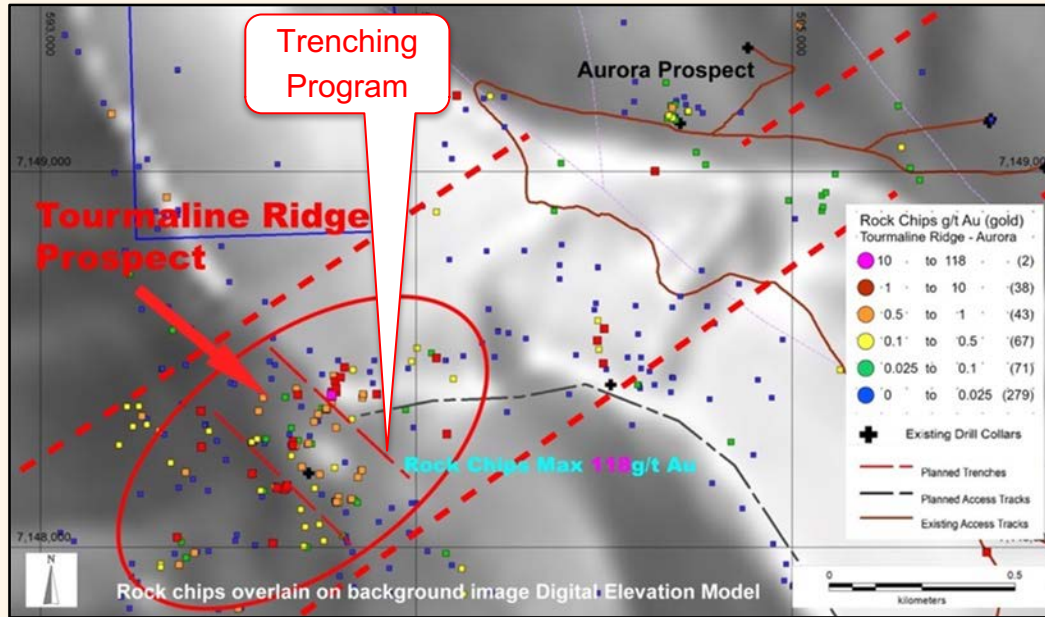 593,000
595,000
Trenching
Program
Aurora Prospect
7,149,000
7,149,0
Tourmaline Ridge
Prospect
Rock Chips g/t Au (gold)
Tourmaline Ridge - Aurora
10 to 118 (2)
1 to 10 (38)
0.5 to 1 (43)
0.1 to 0.5 (67)
0.025 to 0.1 (71)
0 to 0.025 (279)
Existing Drill Collars
Planned Trenches
Planned Access Tracks
Existing Access Tracks
Rock Chips Max 118g/t Au
7,148,000
N
Rock chips overlain on background image Digital Elevation Model
0 0.5
kilometers